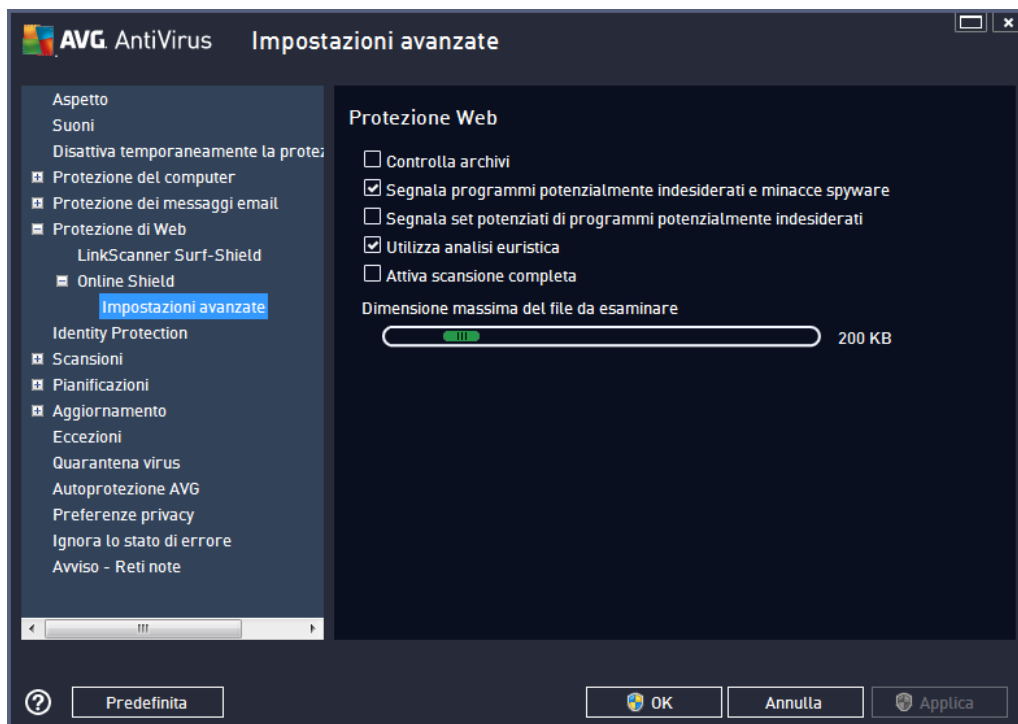 AVG. AntiVirus Impostazioni avanzate
Aspetto
Suoni
Disattiva temporaneamente la protez
Protezione del computer
Protezione dei messaggi email
Protezione di Web
LinkScanner Surf-Shield
Online Shield
Impostazioni avanzate
Identity Protection
Scansioni
Pianificazioni
Aggiornamento
Eccezioni
Quarantena virus
Autoprotezione AVG
Preferenze privacy
Ignora lo stato di errore
Avviso - Reti note
Protezione Web
Controlla archivi
Segnala programmi potenzialmente indesiderati e minacce spyware
Segnala set potenziati di programmi potenzialmente indesiderati
Utilizza analisi euristica
Attiva scansione completa
Dimensione massima del file da esaminare
200 KB
? Predefinita OK Annulla Applica